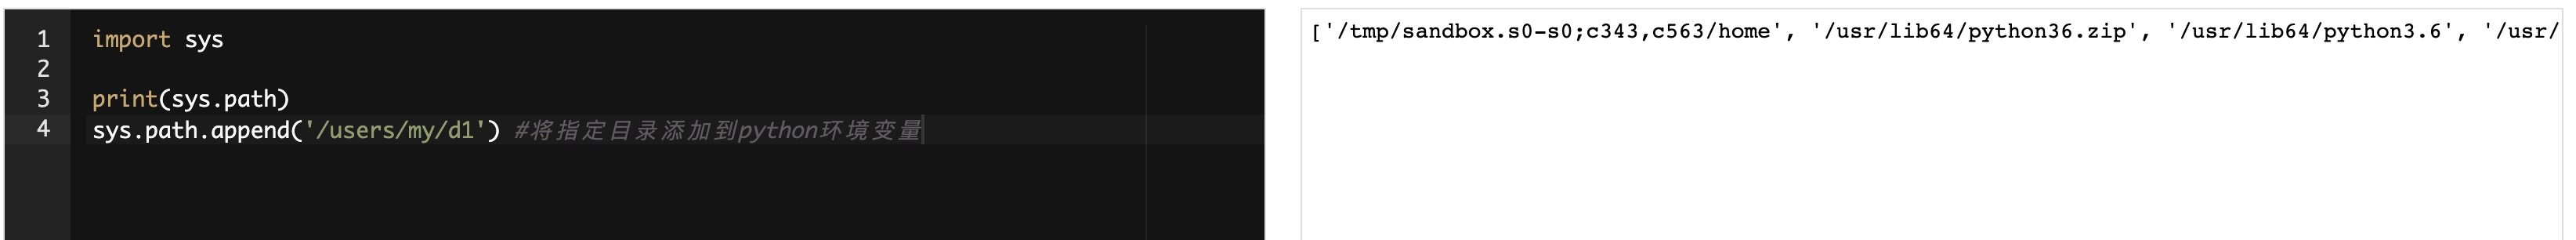 1 import sys
2
3 print(sys.path)
4 sys.path.append('/users/my/d1') #将指定目录添加到python环境变量
['/tmp/sandbox.s0-s0;c343,c563/home', '/usr/lib64/python36.zip', '/usr/lib64/python3.6', '/usr/